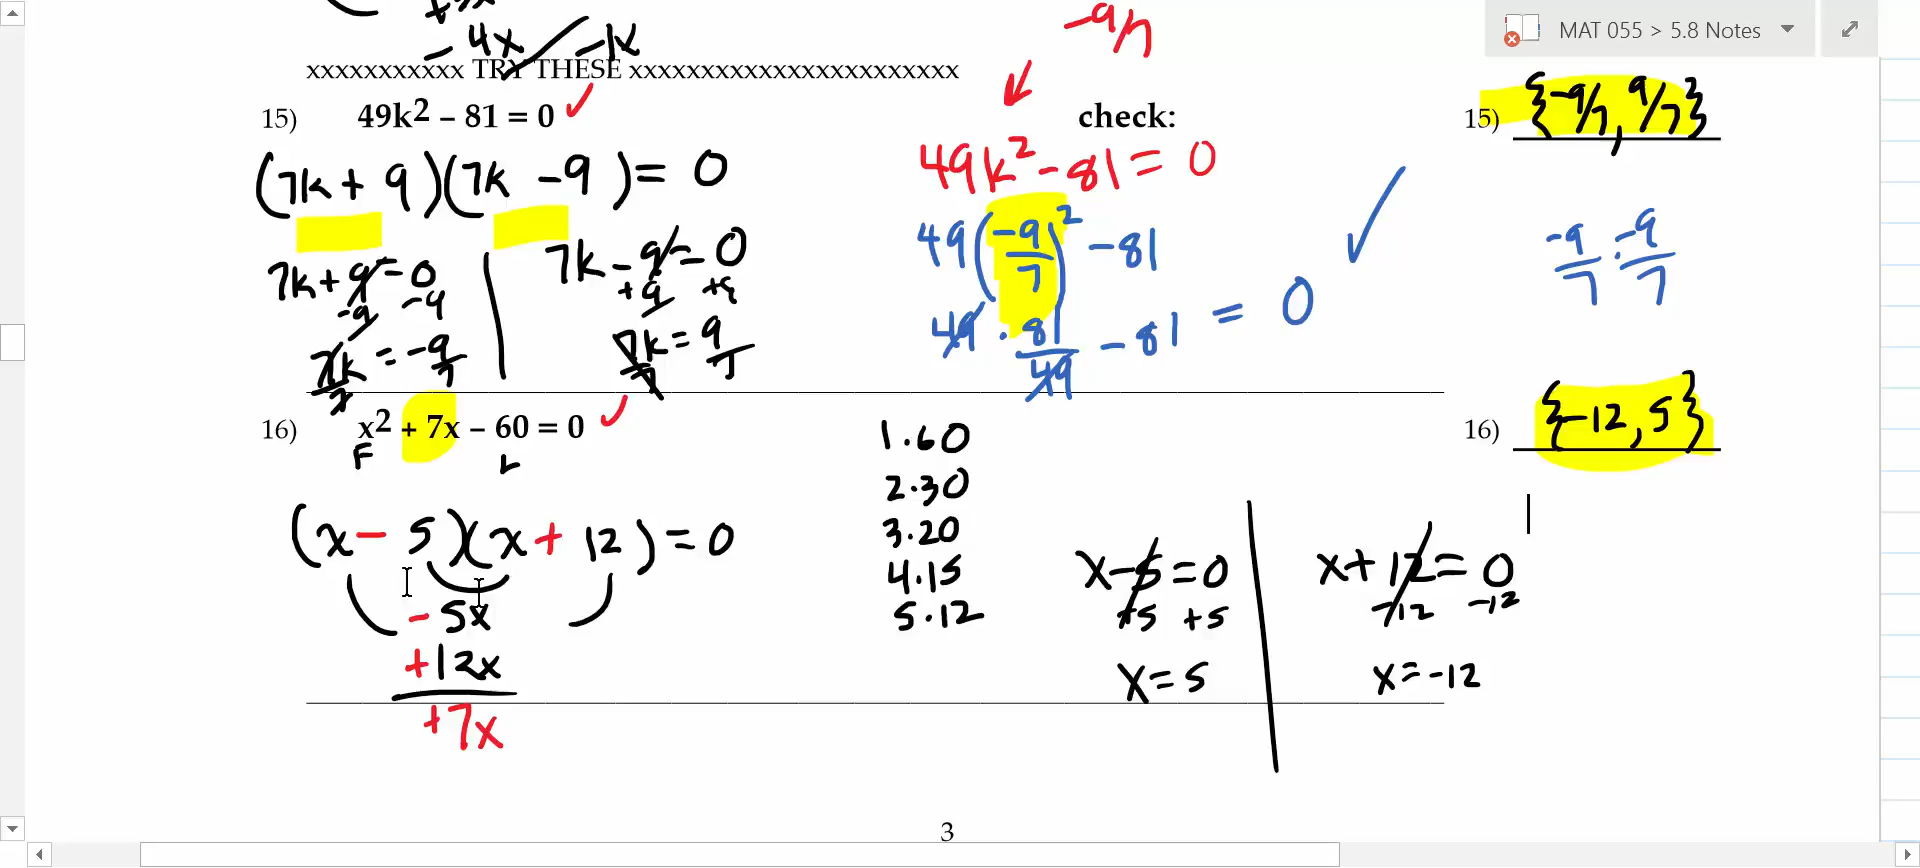 MAT 055 > 5.8 Notes
-9/7
- 4x -1x
xxxxxxxxxxx TRY THESE xxxxxxxxxxxxxxxxxxxxxxx
15) 49k² – 81 = 0 check: 15) {-9/7, 9/7}
(7k + 9)(7k - 9) = 0
49k² - 81 = 0
7k + 9 = 0
-9 -9
7k = -9
7 7
7k - 9 = 0
+9 +9
7k = 9
7 7
49(-9/7)² - 81
49 · 81/49 - 81 = 0
-9/7 · -9/7
16) x² + 7x – 60 = 0 16) {-12, 5}
F L
(x - 5)(x + 12) = 0
- 5x
+12x
+7x
1·60
2·30
3·20
4·15
5·12
x - 5 = 0
+5 +5
x = 5
x + 12 = 0
-12 -12
x = -12
3